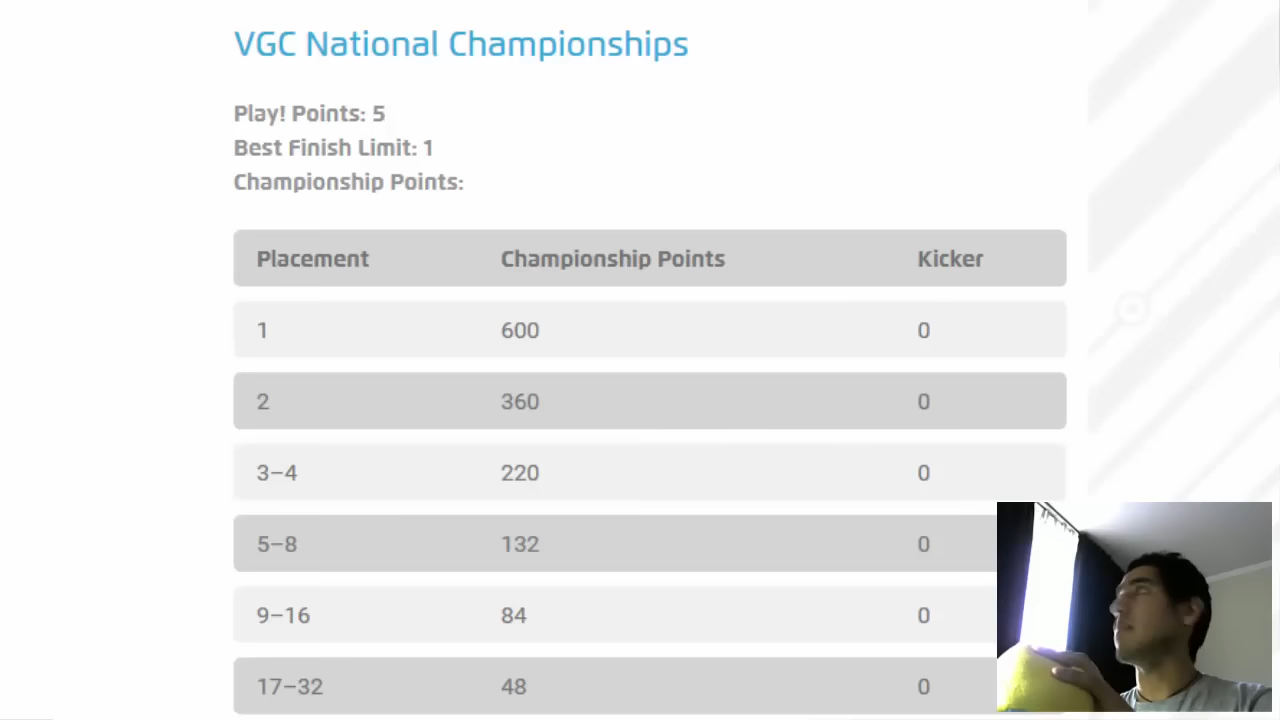 VGC National Championships
Play! Points: 5
Best Finish Limit: 1
Championship Points:
Placement Championship Points Kicker
1 600 0
2 360 0
3–4 220 0
5–8 132 0
9–16 84 0
17–32 48 0